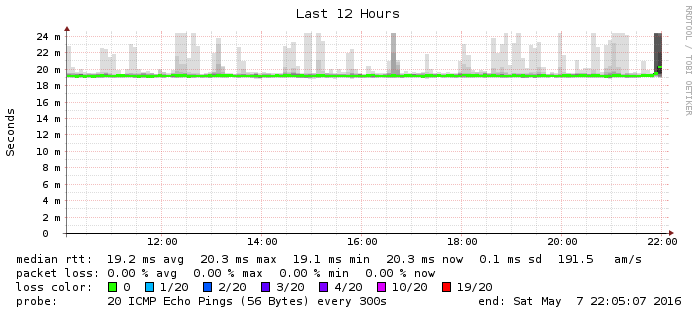 Last 12 Hours
RRDTOOL / TOBI OETIKER
Seconds
24 m
22 m
20 m
18 m
16 m
14 m
12 m
10 m
8 m
6 m
4 m
2 m
0
12:00 14:00 16:00 18:00 20:00 22:00
median rtt: 19.2 ms avg 20.3 ms max 19.1 ms min 20.3 ms now 0.1 ms sd 191.5 am/s
packet loss: 0.00 % avg 0.00 % max 0.00 % min 0.00 % now
loss color: 0 1/20 2/20 3/20 4/20 10/20 19/20
probe: 20 ICMP Echo Pings (56 Bytes) every 300s end: Sat May 7 22:05:07 2016